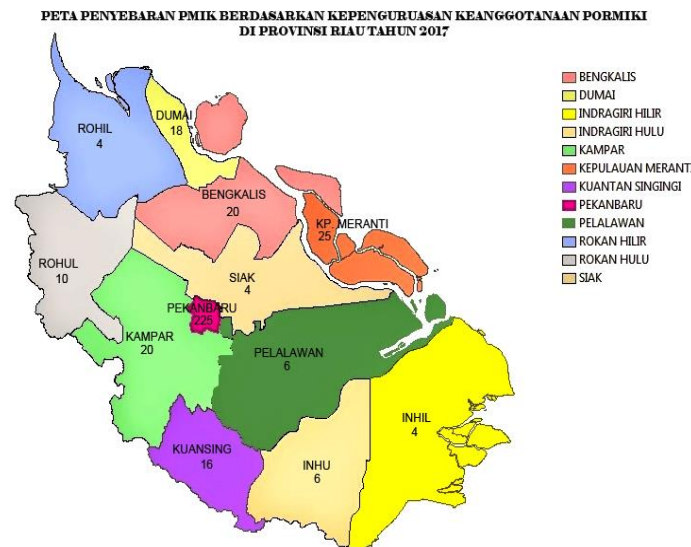 PETA PENYEBARAN PMIK BERDASARKAN KEPENGURUASAN KEANGGOTANAAN PORMIKI
DI PROVINSI RIAU TAHUN 2017
BENGKALIS
DUMAI
INDRAGIRI HILIR
INDRAGIRI HULU
KAMPAR
KEPULAUAN MERANTI
KUANTAN SINGINGI
PEKANBARU
PELALAWAN
ROKAN HILIR
ROKAN HULU
SIAK
ROHIL
4
DUMAI
18
BENGKALIS
20
KP. MERANTI
25
ROHUL
10
SIAK
4
PEKANBARU
225
KAMPAR
20
PELALAWAN
6
INHIL
4
KUANSING
16
INHU
6